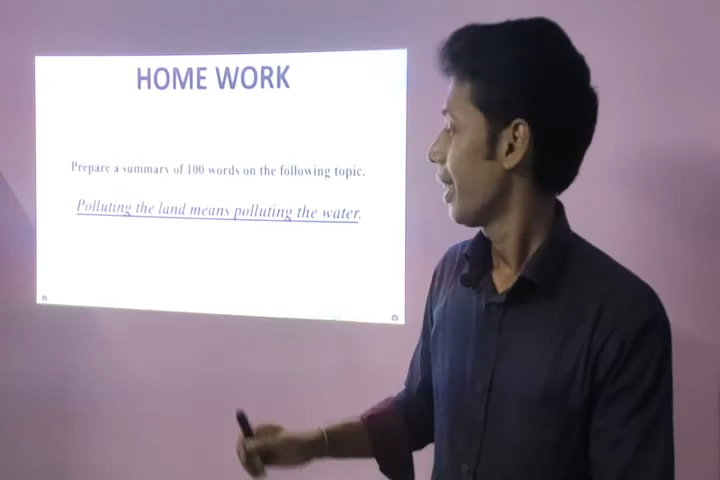 HOME WORK
Prepare a summary of 100 words on the following topic.
Polluting the land means polluting the water.